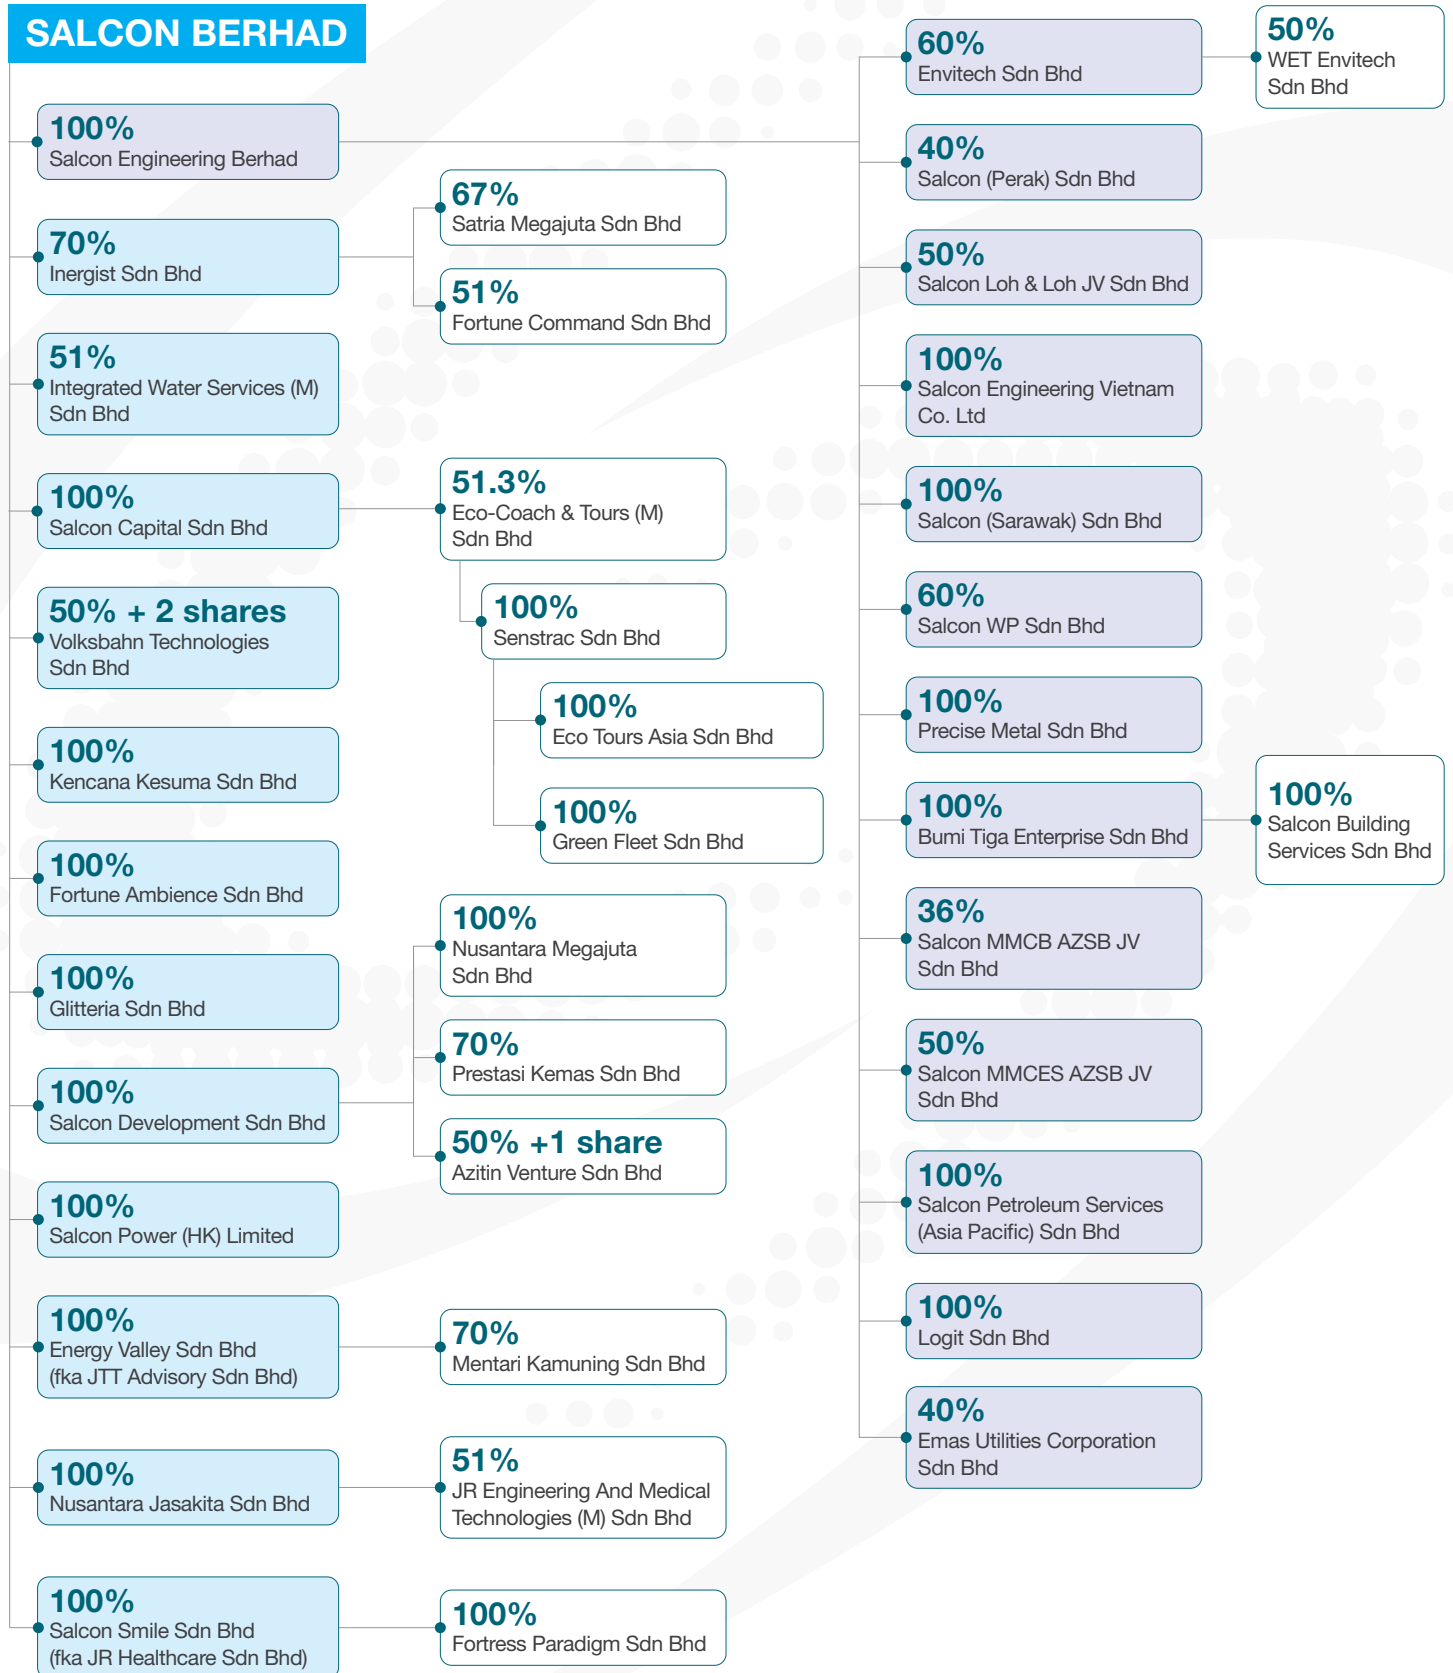 SALCON BERHAD
100%
Salcon Engineering Berhad
70%
Inergist Sdn Bhd
51%
Integrated Water Services (M)
Sdn Bhd
100%
Salcon Capital Sdn Bhd
50% + 2 shares
Volksbahn Technologies
Sdn Bhd
100%
Kencana Kesuma Sdn Bhd
100%
Fortune Ambience Sdn Bhd
100%
Glitteria Sdn Bhd
100%
Salcon Development Sdn Bhd
100%
Salcon Power (HK) Limited
100%
Energy Valley Sdn Bhd
(fka JTT Advisory Sdn Bhd)
100%
Nusantara Jasakita Sdn Bhd
100%
Salcon Smile Sdn Bhd
(fka JR Healthcare Sdn Bhd)
67%
Satria Megajuta Sdn Bhd
51%
Fortune Command Sdn Bhd
51.3%
Eco-Coach & Tours (M)
Sdn Bhd
100%
Senstrac Sdn Bhd
100%
Eco Tours Asia Sdn Bhd
100%
Green Fleet Sdn Bhd
100%
Nusantara Megajuta
Sdn Bhd
70%
Prestasi Kemas Sdn Bhd
50% +1 share
Azitin Venture Sdn Bhd
70%
Mentari Kamuning Sdn Bhd
51%
JR Engineering And Medical
Technologies (M) Sdn Bhd
100%
Fortress Paradigm Sdn Bhd
60%
Envitech Sdn Bhd
40%
Salcon (Perak) Sdn Bhd
50%
Salcon Loh & Loh JV Sdn Bhd
100%
Salcon Engineering Vietnam
Co. Ltd
100%
Salcon (Sarawak) Sdn Bhd
60%
Salcon WP Sdn Bhd
100%
Precise Metal Sdn Bhd
100%
Bumi Tiga Enterprise Sdn Bhd
36%
Salcon MMCB AZSB JV
Sdn Bhd
50%
Salcon MMCES AZSB JV
Sdn Bhd
100%
Salcon Petroleum Services
(Asia Pacific) Sdn Bhd
100%
Logit Sdn Bhd
40%
Emas Utilities Corporation
Sdn Bhd
50%
WET Envitech
Sdn Bhd
100%
Salcon Building
Services Sdn Bhd